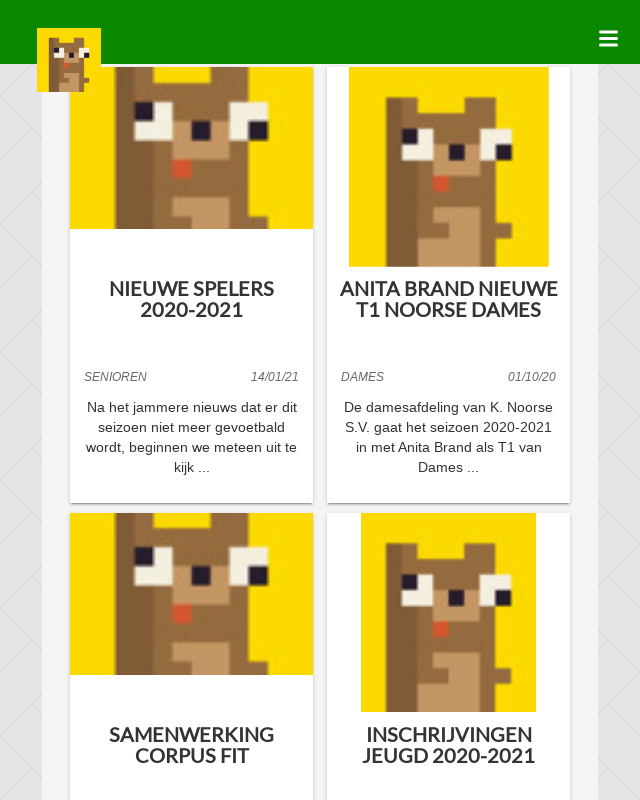 NIEUWE SPELERS
2020-2021
SENIOREN 14/01/21
Na het jammere nieuws dat er dit
seizoen niet meer gevoetbald
wordt, beginnen we meteen uit te
kijk ...
ANITA BRAND NIEUWE
T1 NOORSE DAMES
DAMES 01/10/20
De damesafdeling van K. Noorse
S.V. gaat het seizoen 2020-2021
in met Anita Brand als T1 van
Dames ...
SAMENWERKING
CORPUS FIT
INSCHRIJVINGEN
JEUGD 2020-2021